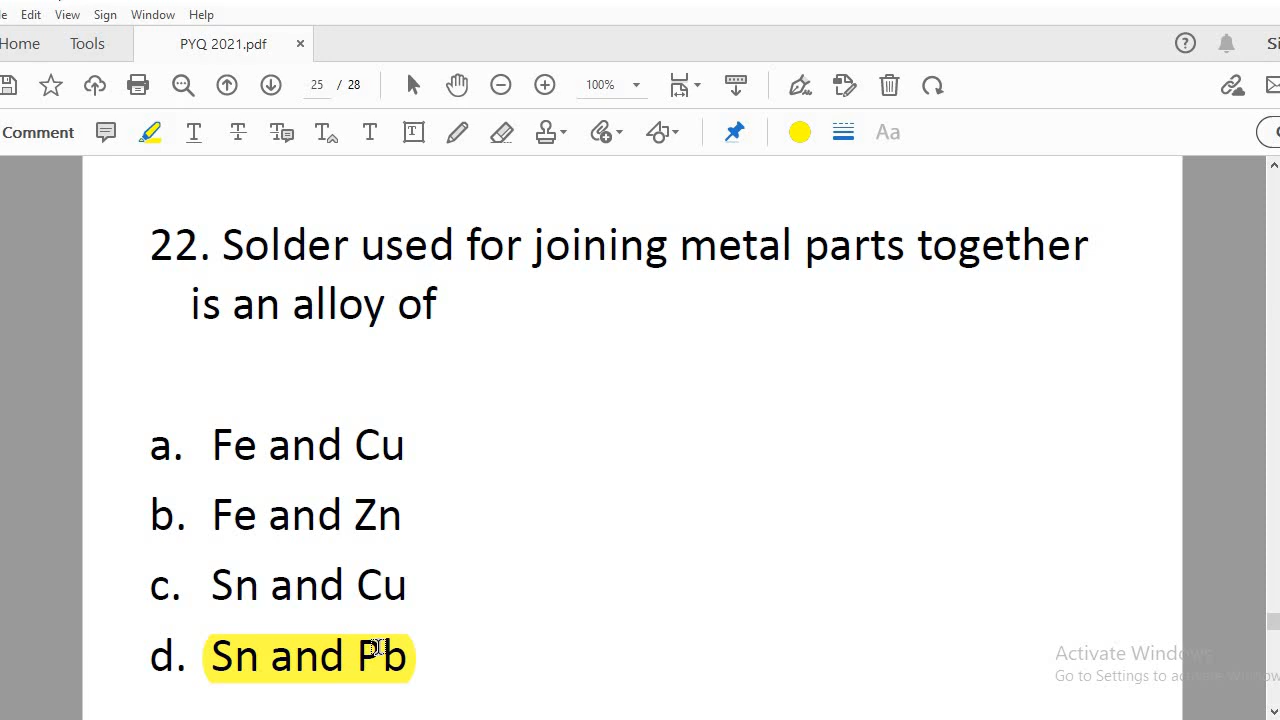 Edit View Sign Window Help
Home Tools PYQ 2021.pdf
25 / 28 100%
Comment Aa
22. Solder used for joining metal parts together
is an alloy of
a. Fe and Cu
b. Fe and Zn
c. Sn and Cu
d. Sn and Pb
Activate Windows
Go to Settings to activate Window